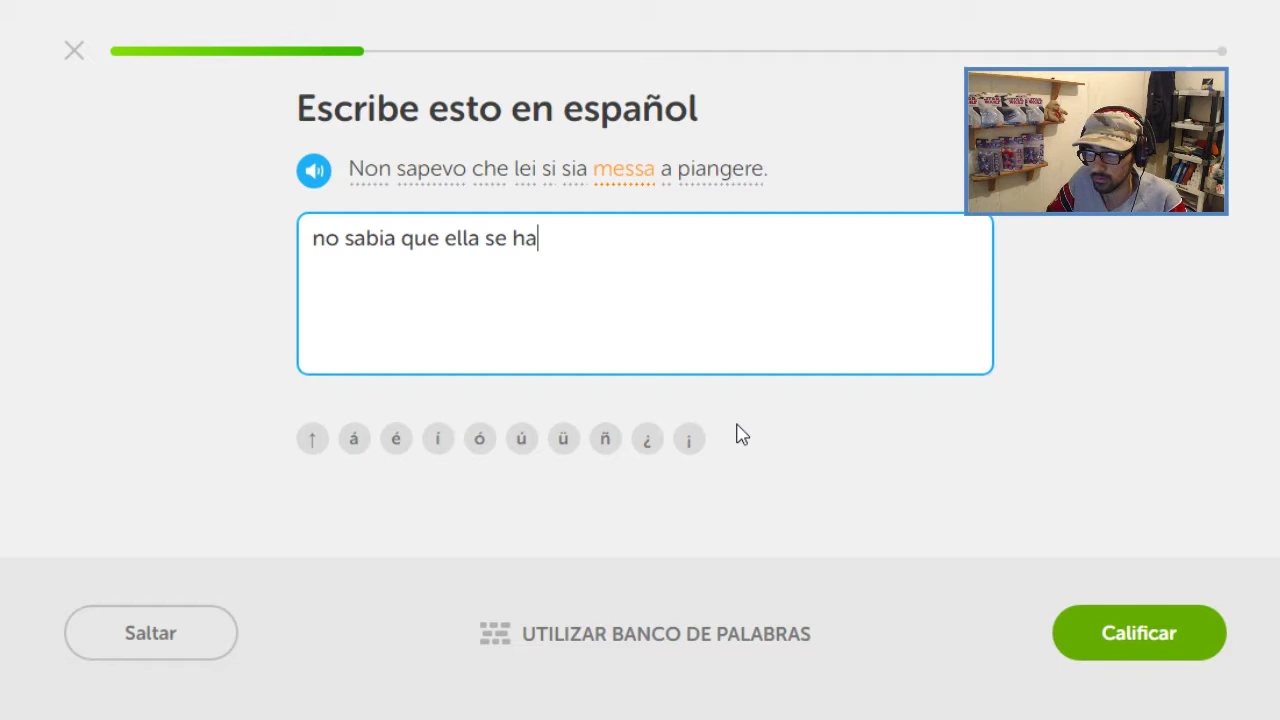 Escribe esto en español
Non sapevo che lei si sia messa a piangere.
no sabia que ella se ha
↑ á é í ó ú ü ñ ¿ ¡
Saltar
UTILIZAR BANCO DE PALABRAS
Calificar